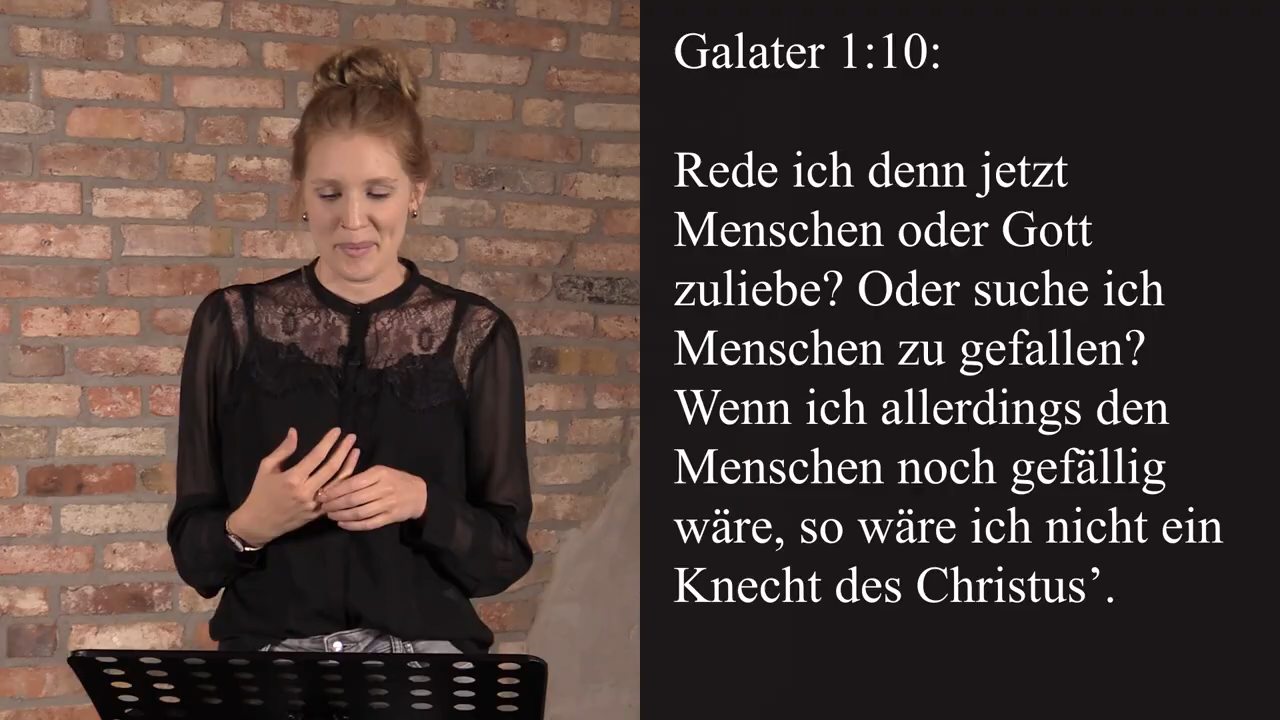 Galater 1:10:
Rede ich denn jetzt
Menschen oder Gott
zuliebe? Oder suche ich
Menschen zu gefallen?
Wenn ich allerdings den
Menschen noch gefällig
wäre, so wäre ich nicht ein
Knecht des Christus’.